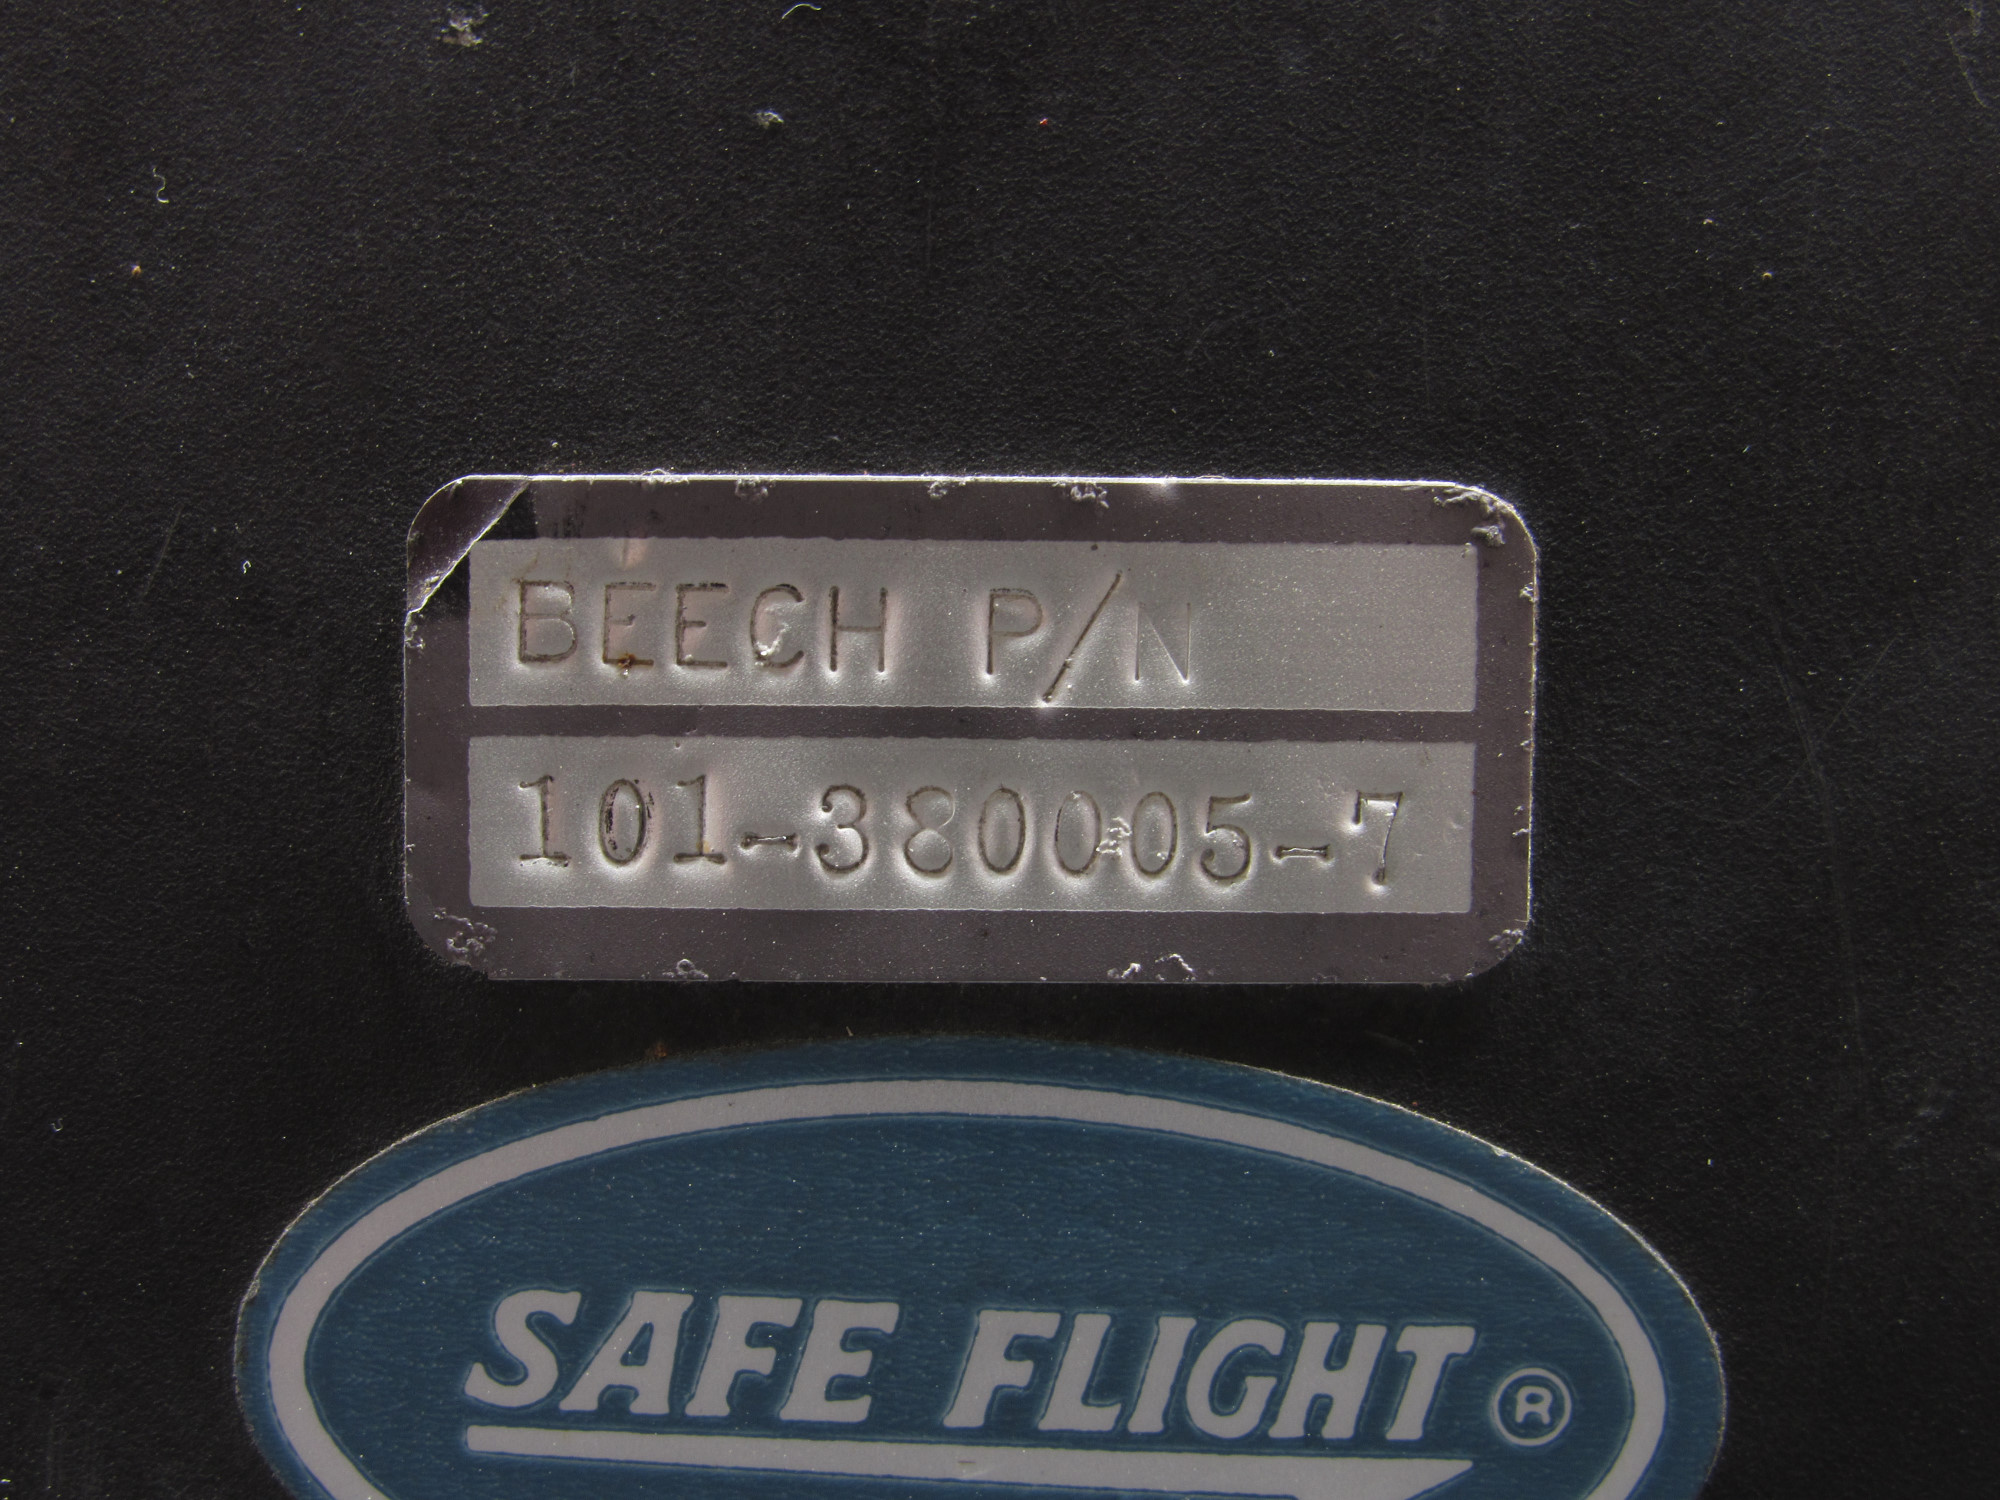 BEECH P/N
101-380005-7
SAFE FLIGHT ®